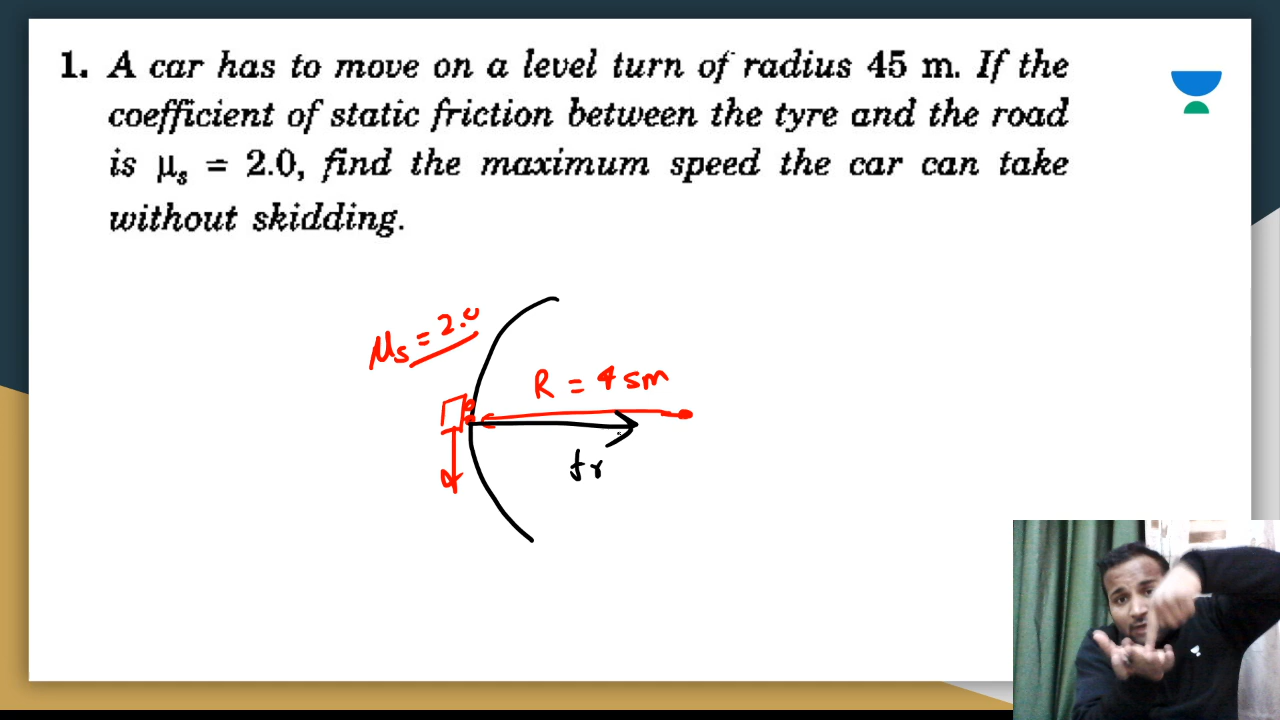 1. A car has to move on a level turn of radius 45 m. If the
coefficient of static friction between the tyre and the road
is μs = 2.0, find the maximum speed the car can take
without skidding.
μs = 2.0
R = 45m
fr